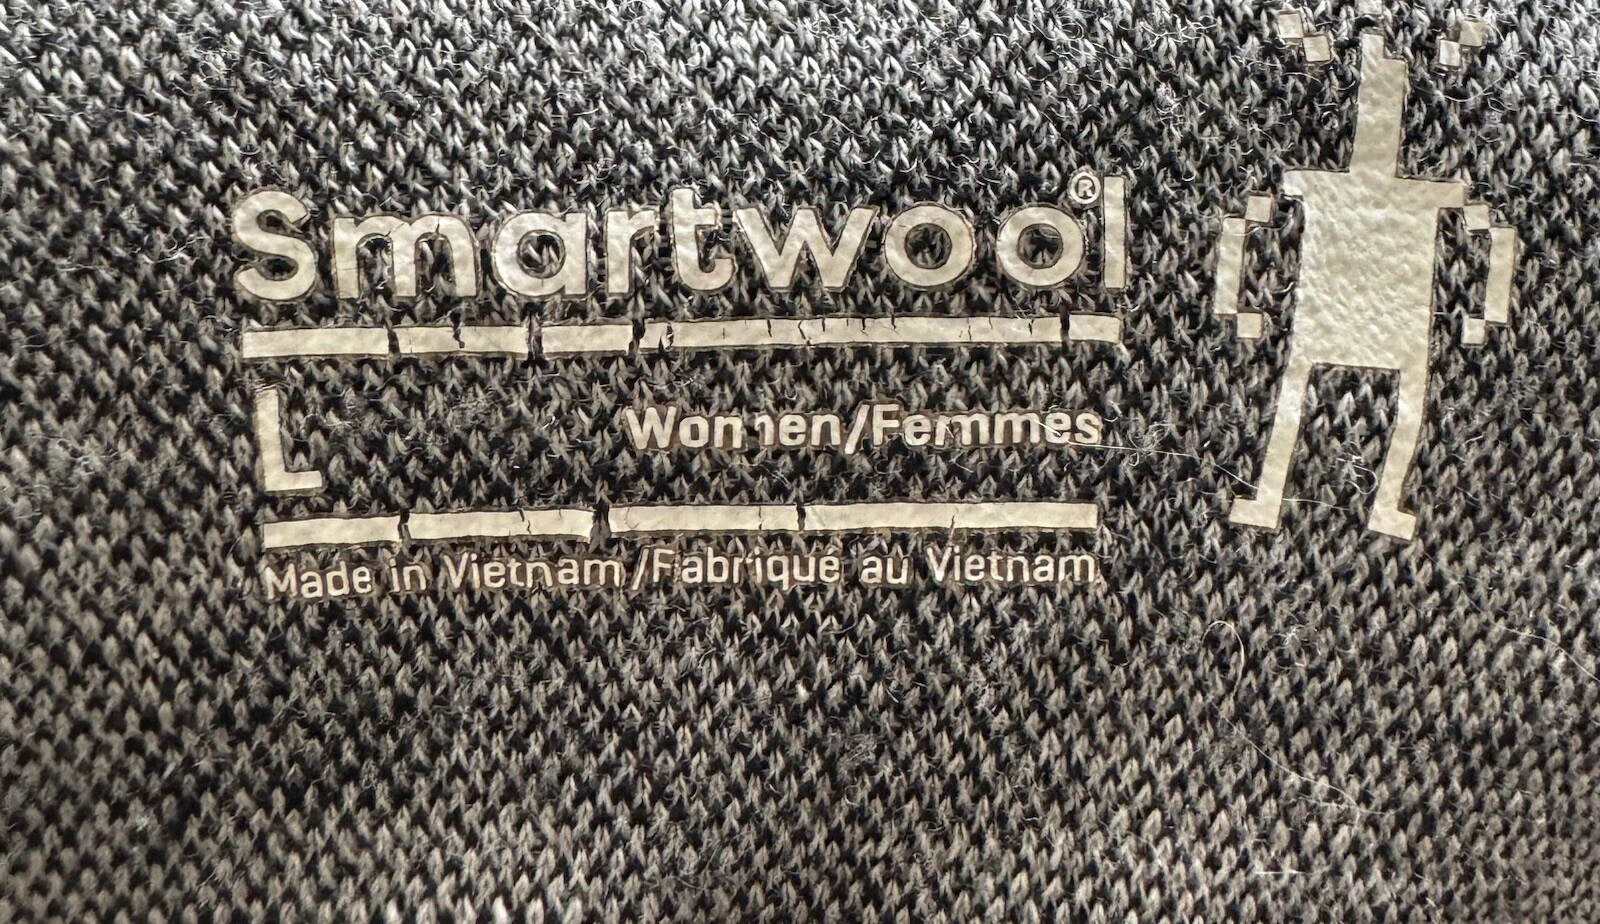 Smartwool®
L
Women/Femmes
Made in Vietnam/Fabriqué au Vietnam